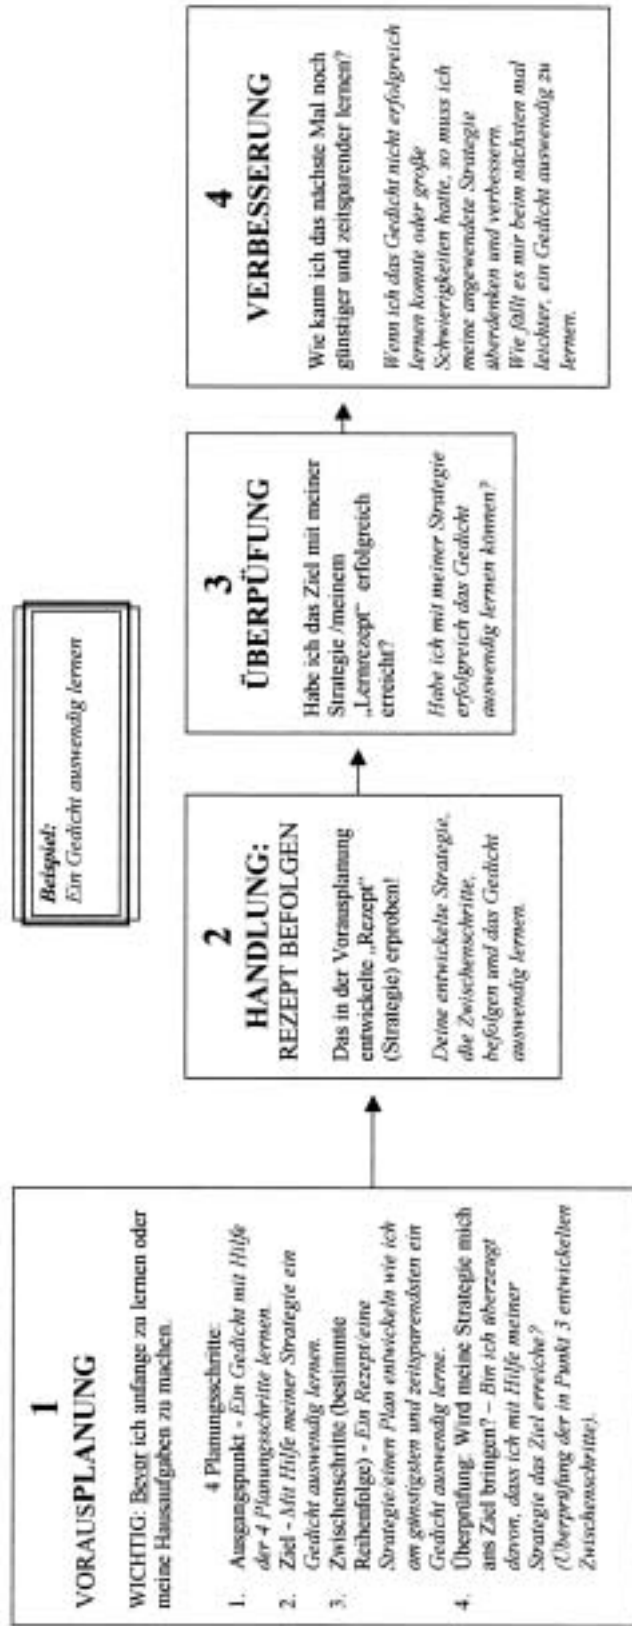 Beispiel:
Ein Gedicht auswendig lernen
1
VORAUSPLANUNG
WICHTIG: Bevor ich anfange zu lernen oder
meine Hausaufgaben zu machen.
4 Planungsschritte:
1. Ausgangspunkt - Ein Gedicht mit Hilfe
der 4 Planungsschritte lernen.
2. Ziel - Mit Hilfe meiner Strategie ein
Gedicht auswendig lernen.
3. Zwischenschritte (bestimmte
Reihenfolge) - Ein Rezept/eine
Strategie/einen Plan entwickeln wie ich
am günstigsten und zeitsparendsten ein
Gedicht auswendig lerne.
4. Überprüfung: Wird meine Strategie mich
ans Ziel bringen? – Bin ich überzeugt
davon, dass ich mit Hilfe meiner
Strategie das Ziel erreiche?
(Überprüfung der in Punkt 3 entwickelten
Zwischenschritte).
2
HANDLUNG:
REZEPT BEFOLGEN
Das in der Vorausplanung
entwickelte „Rezept“
(Strategie) erproben!
Deine entwickelte Strategie,
die Zwischenschritte,
befolgen und das Gedicht
auswendig lernen.
3
ÜBERPÜFUNG
Habe ich das Ziel mit meiner
Strategie /meinem
„Lernrezept“ erfolgreich
erreicht?
Habe ich mit meiner Strategie
erfolgreich das Gedicht
auswendig lernen können?
4
VERBESSERUNG
Wie kann ich das nächste Mal noch
günstiger und zeitsparender lernen?
Wenn ich das Gedicht nicht erfolgreich
lernen konnte oder große
Schwierigkeiten hatte, so muss ich
meine angewendete Strategie
überdenken und verbessern.
Wie fällt es mir beim nächsten mal
leichter, ein Gedicht auswendig zu
lernen.